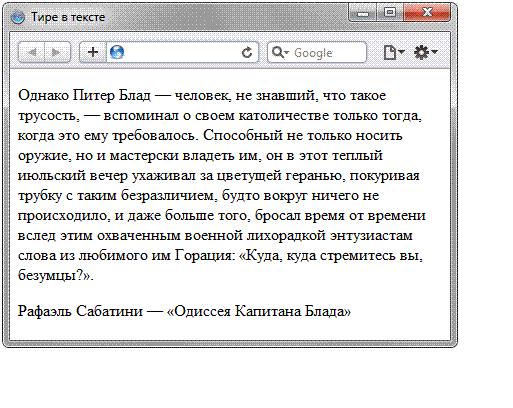 Тире в тексте
Google
Однако Питер Блад — человек, не знавший, что такое
трусость, — вспоминал о своем католичестве только тогда,
когда это ему требовалось. Способный не только носить
оружие, но и мастерски владеть им, он в этот теплый
июльский вечер ухаживал за цветущей геранью, покуривая
трубку с таким безразличием, будто вокруг ничего не
происходило, и даже больше того, бросал время от времени
вслед этим охваченным военной лихорадкой энтузиастам
слова из любимого им Горация: «Куда, куда стремитесь вы,
безумцы?».
Рафаэль Сабатини — «Одиссея Капитана Блада»